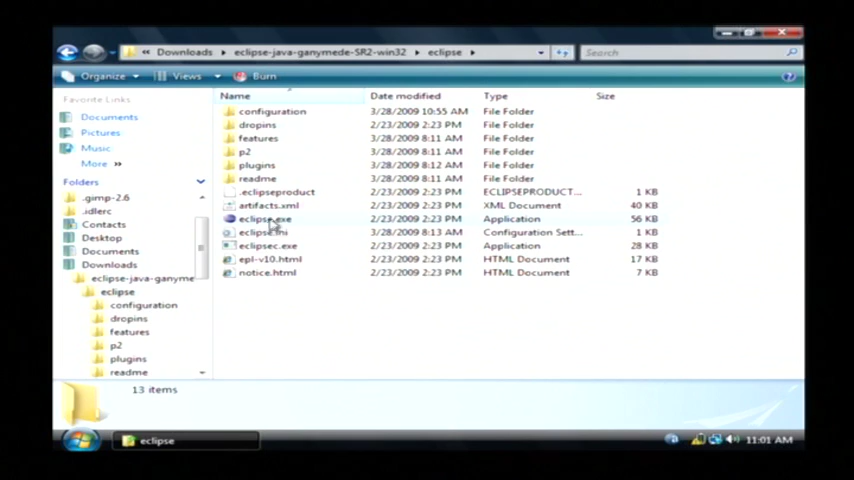 Downloads eclipse-java-ganymede-SR2-win32 eclipse Search
Organize Views Burn
Favorite Links
Documents
Pictures
Music
More
Folders
.gimp-2.6
.idlerc
Contacts
Desktop
Documents
Downloads
eclipse-java-ganyme
eclipse
configuration
dropins
features
p2
plugins
readme
Name Date modified Type Size
configuration 3/28/2009 10:55 AM File Folder
dropins 2/23/2009 2:23 PM File Folder
features 3/28/2009 8:11 AM File Folder
p2 3/28/2009 8:11 AM File Folder
plugins 3/28/2009 8:12 AM File Folder
readme 3/28/2009 8:11 AM File Folder
.eclipseproduct 2/23/2009 2:23 PM ECLIPSEPRODUCT... 1 KB
artifacts.xml 2/23/2009 2:23 PM XML Document 40 KB
eclipse.exe 2/23/2009 2:23 PM Application 56 KB
eclipse.ini 3/28/2009 8:13 AM Configuration Sett... 1 KB
eclipsec.exe 2/23/2009 2:23 PM Application 28 KB
epl-v10.html 2/23/2009 2:23 PM HTML Document 17 KB
notice.html 2/23/2009 2:23 PM HTML Document 7 KB
13 items
eclipse 11:01 AM